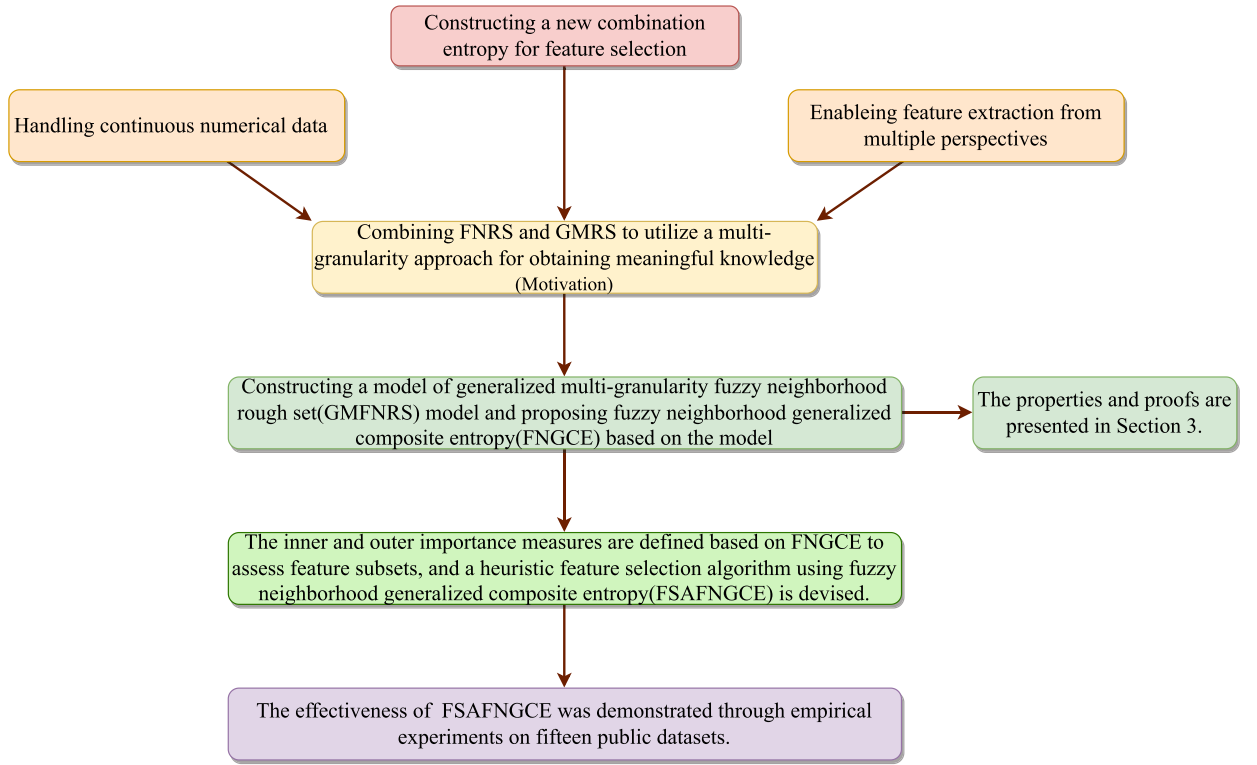 Constructing a new combination
entropy for feature selection
Handling continuous numerical data
Enableing feature extraction from
multiple perspectives
Combining FNRS and GMRS to utilize a multi-
granularity approach for obtaining meaningful knowledge
(Motivation)
Constructing a model of generalized multi-granularity fuzzy neighborhood
rough set(GMFNRS) model and proposing fuzzy neighborhood generalized
composite entropy(FNGCE) based on the model
The properties and proofs are
presented in Section 3.
The inner and outer importance measures are defined based on FNGCE to
assess feature subsets, and a heuristic feature selection algorithm using fuzzy
neighborhood generalized composite entropy(FSAFNGCE) is devised.
The effectiveness of FSAFNGCE was demonstrated through empirical
experiments on fifteen public datasets.